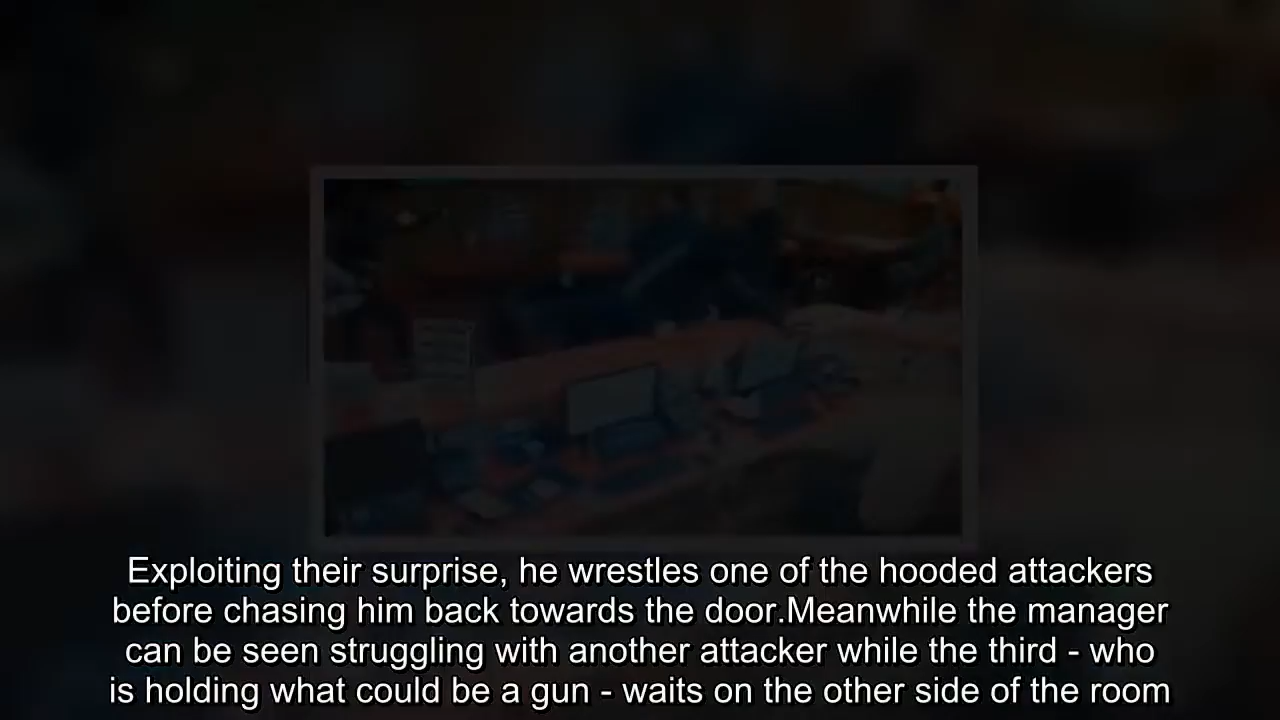 Exploiting their surprise, he wrestles one of the hooded attackers
before chasing him back towards the door.Meanwhile the manager
can be seen struggling with another attacker while the third - who
is holding what could be a gun - waits on the other side of the room